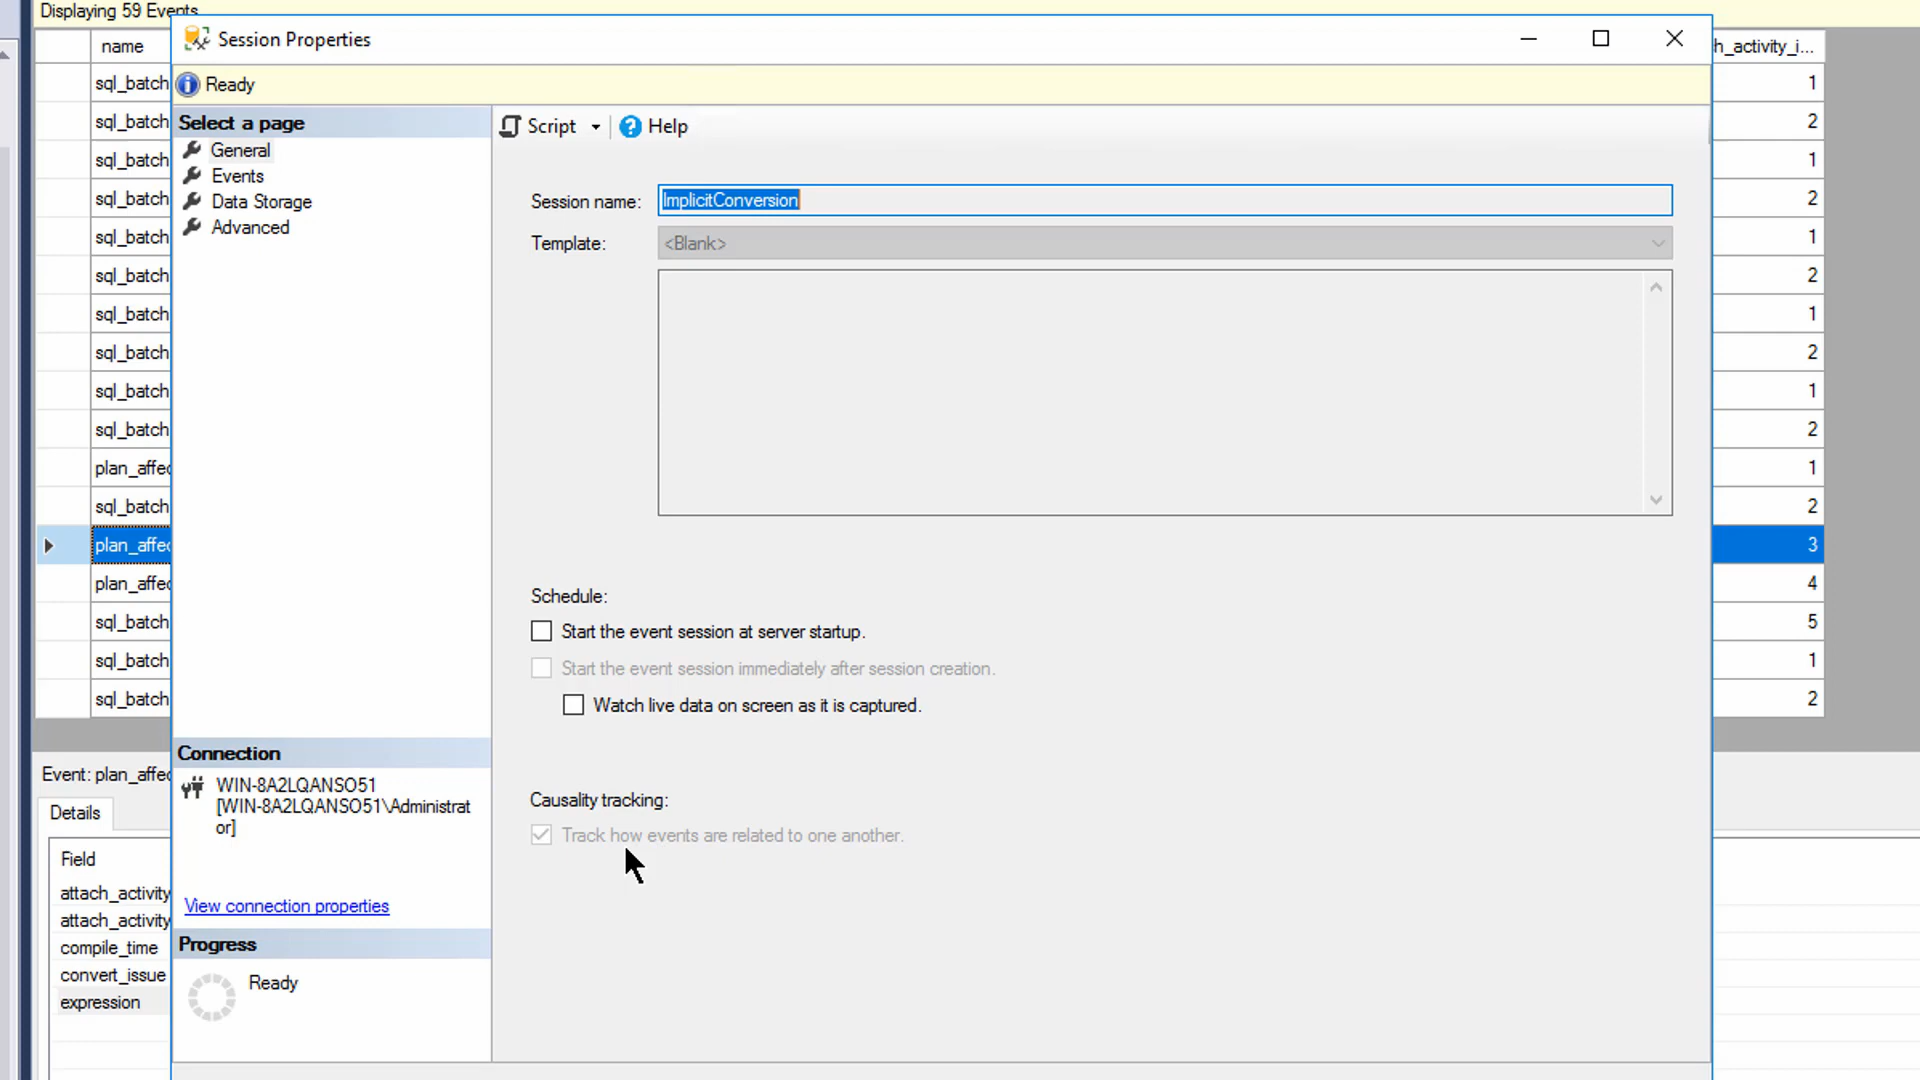 Displaying 59 Events
Session Properties
name
h_activity_i...
Ready
sql_batch
1
Select a page
Script
Help
sql_batch
2
General
sql_batch
1
Events
Data Storage
sql_batch
2
Session name:
ImplicitConversion
Advanced
sql_batch
1
Template:
<Blank>
sql_batch
2
sql_batch
1
sql_batch
2
sql_batch
1
sql_batch
2
plan_affec
1
sql_batch
2
plan_affec
3
plan_affec
4
Schedule:
sql_batch
5
Start the event session at server startup.
sql_batch
1
Start the event session immediately after session creation.
sql_batch
2
Watch live data on screen as it is captured.
Connection
Event: plan_affec
WIN-8A2LQANSO51
[WIN-8A2LQANSO51\Administrat
or]
Causality tracking:
Details
Track how events are related to one another.
Field
attach_activity
View connection properties
attach_activity
Progress
compile_time
convert_issue
Ready
expression